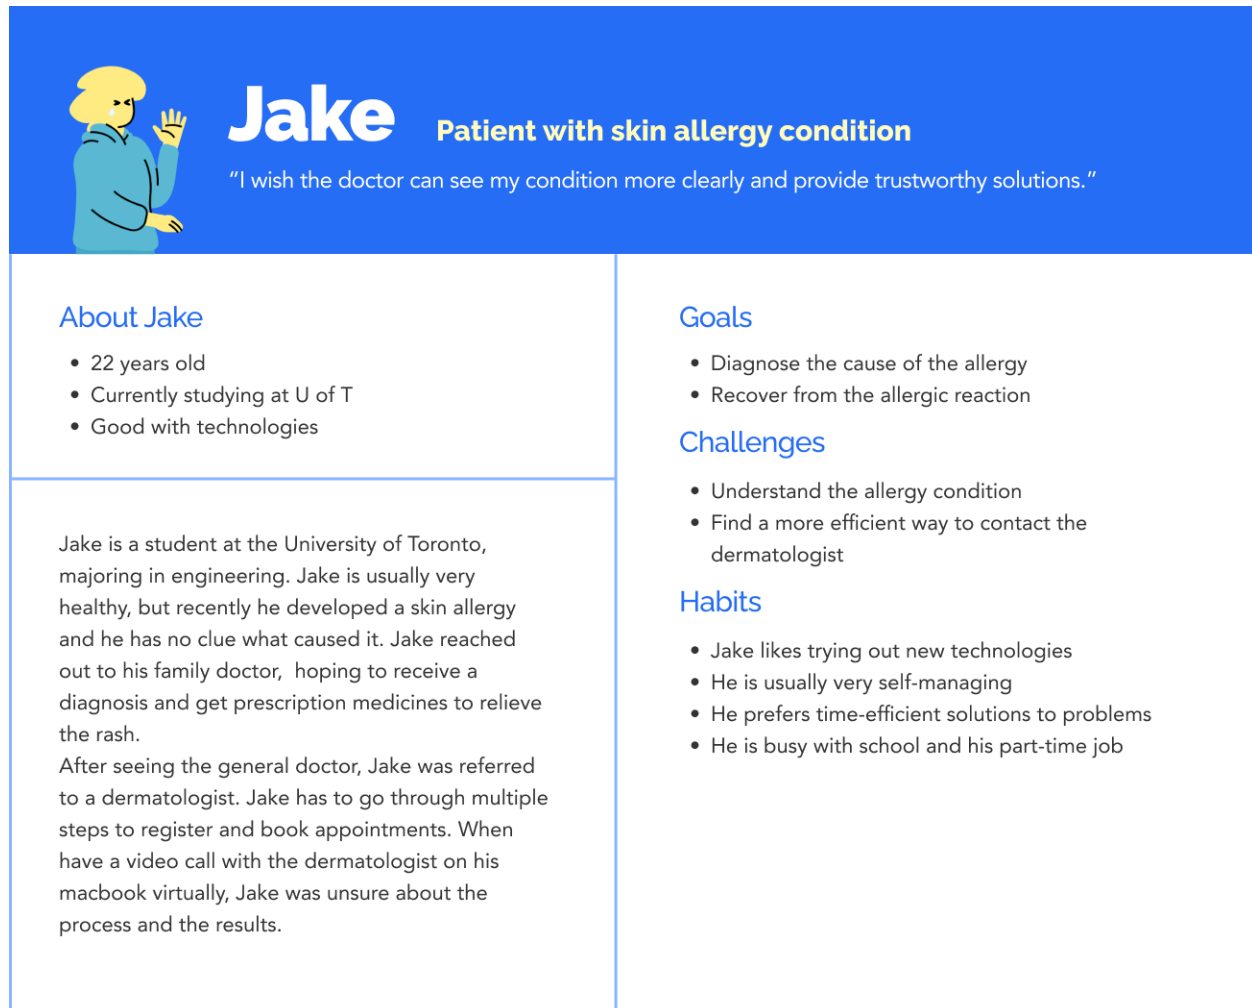 Jake
Patient with skin allergy condition
“I wish the doctor can see my condition more clearly and provide trustworthy solutions.”
About Jake
• 22 years old
• Currently studying at U of T
• Good with technologies
Jake is a student at the University of Toronto,
majoring in engineering. Jake is usually very
healthy, but recently he developed a skin allergy
and he has no clue what caused it. Jake reached
out to his family doctor,  hoping to receive a
diagnosis and get prescription medicines to relieve
the rash.
After seeing the general doctor, Jake was referred
to a dermatologist. Jake has to go through multiple
steps to register and book appointments. When
have a video call with the dermatologist on his
macbook virtually, Jake was unsure about the
process and the results.
Goals
• Diagnose the cause of the allergy
• Recover from the allergic reaction
Challenges
• Understand the allergy condition
• Find a more efficient way to contact the
dermatologist
Habits
• Jake likes trying out new technologies
• He is usually very self-managing
• He prefers time-efficient solutions to problems
• He is busy with school and his part-time job